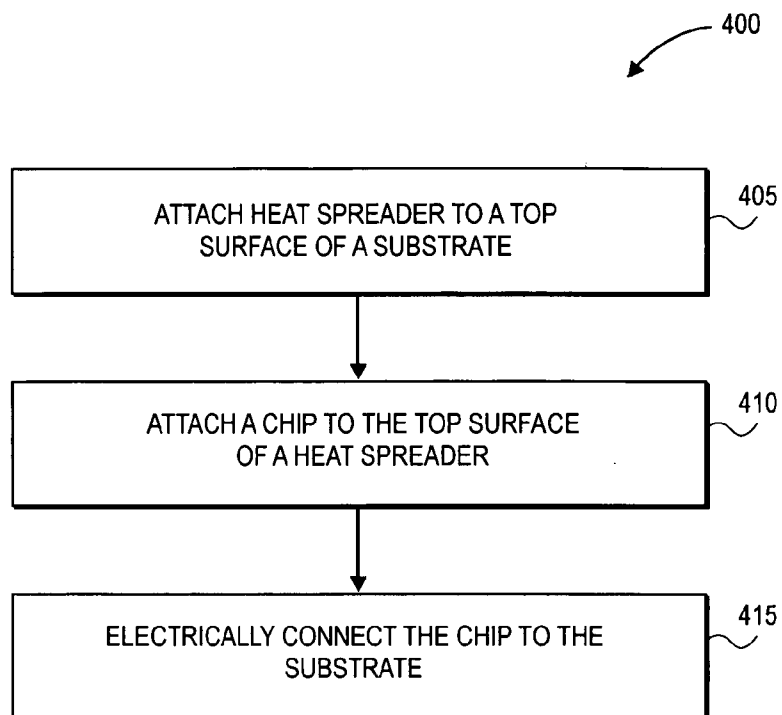 400
ATTACH HEAT SPREADER TO A TOP
SURFACE OF A SUBSTRATE
405
ATTACH A CHIP TO THE TOP SURFACE
OF A HEAT SPREADER
410
ELECTRICALLY CONNECT THE CHIP TO THE
SUBSTRATE
415